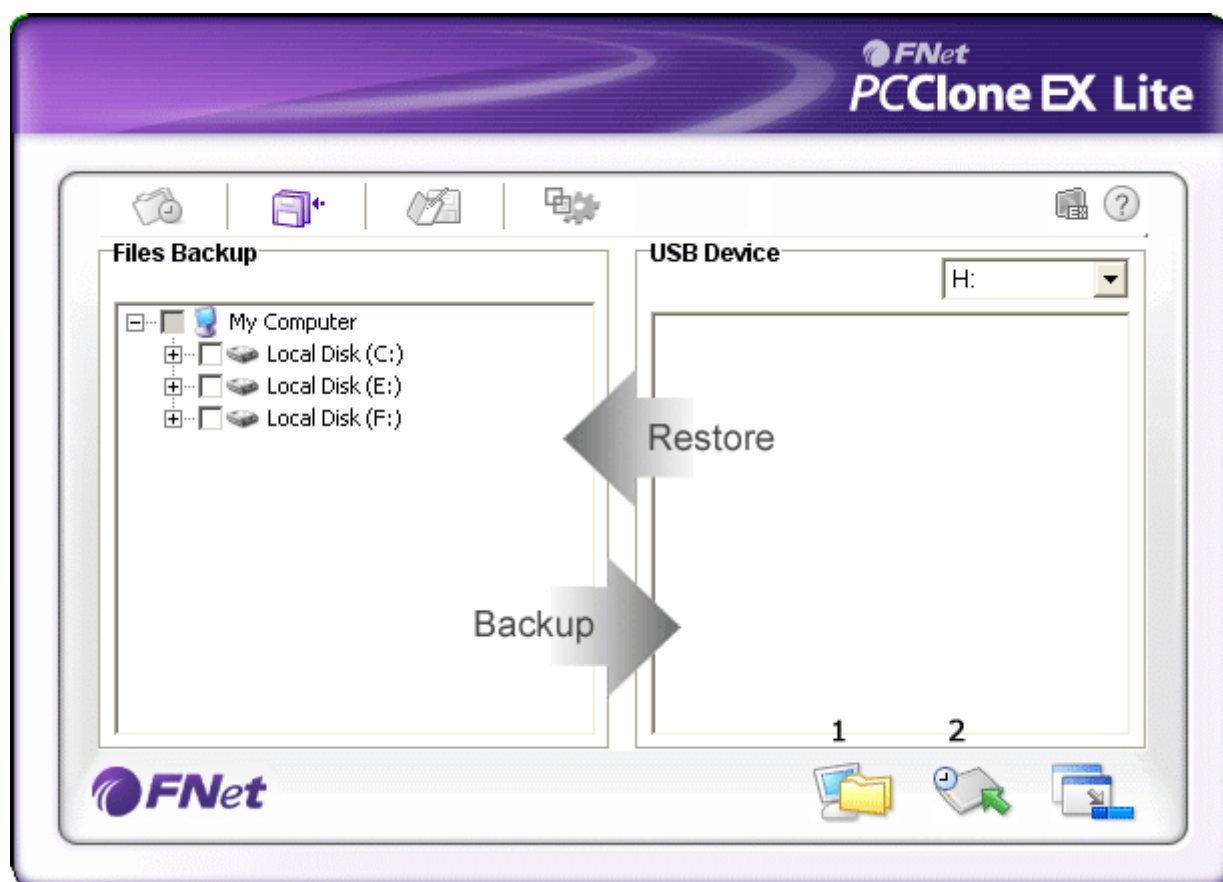 FNet
PCClone EX Lite
Files Backup
USB Device
H:
My Computer
Local Disk (C:)
Local Disk (E:)
Local Disk (F:)
Restore
Backup
1
2
FNet
EX
?